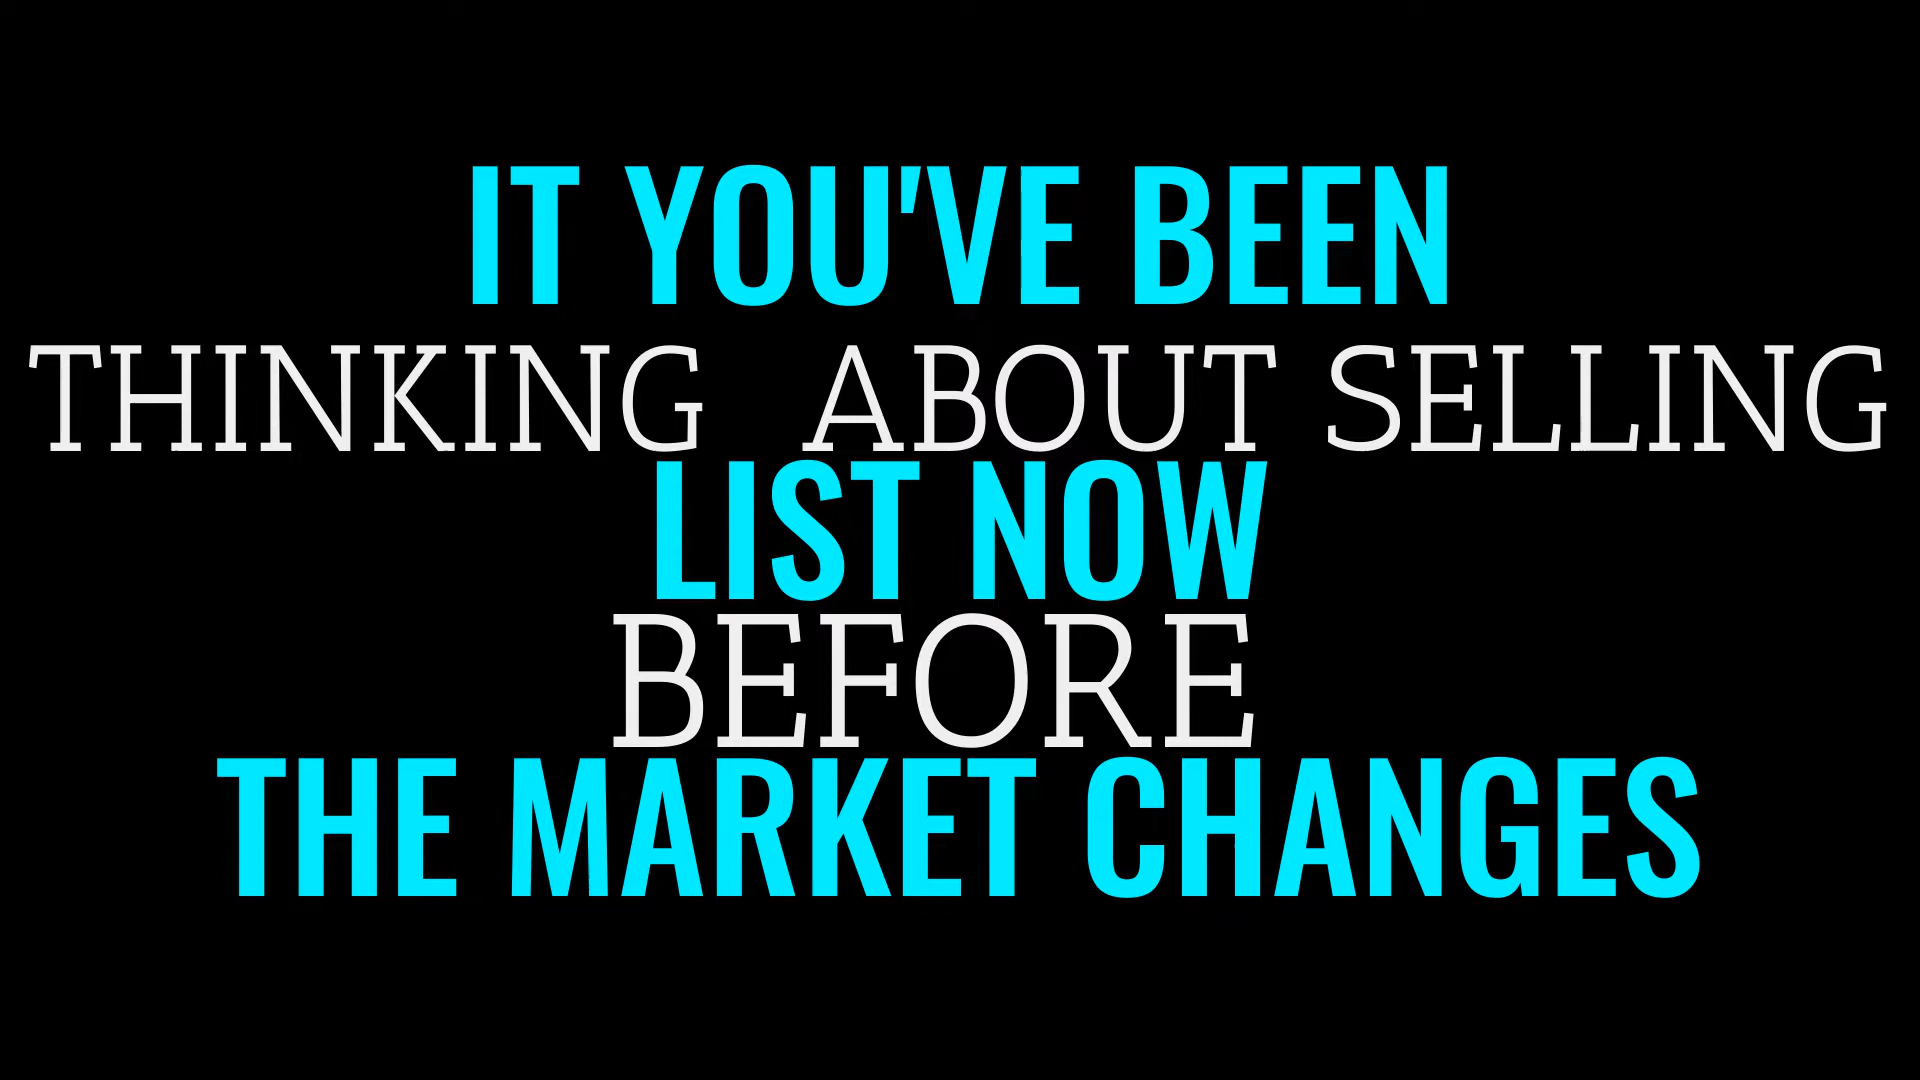 IT YOU'VE BEEN
THINKING ABOUT SELLING
LIST NOW
BEFORE
THE MARKET CHANGES